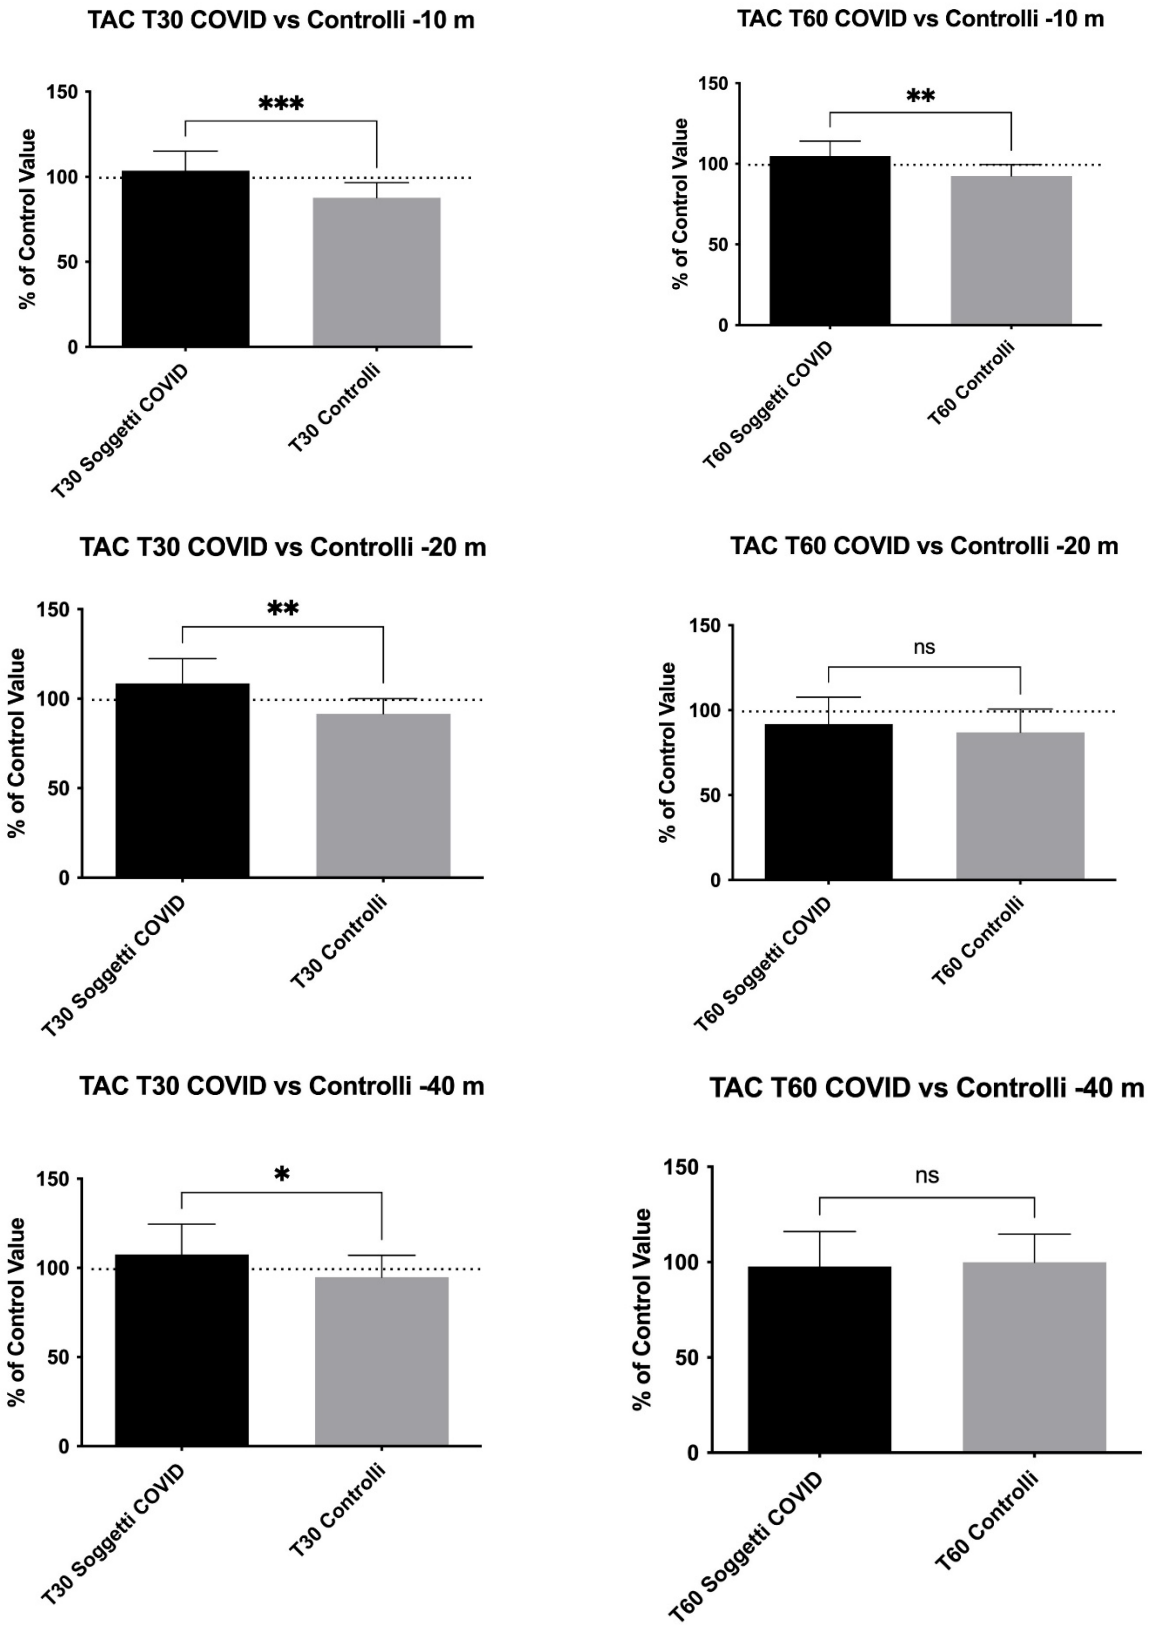 TAC T30 COVID vs Controlli -10 m
% of Control Value
150
100
50
0
***
T30 Soggetti COVID
T30 Controlli
TAC T60 COVID vs Controlli -10 m
% of Control Value
150
100
50
0
**
T60 Soggetti COVID
T60 Controlli
TAC T30 COVID vs Controlli -20 m
% of Control Value
150
100
50
0
**
T30 Soggetti COVID
T30 Controlli
TAC T60 COVID vs Controlli -20 m
% of Control Value
150
100
50
0
ns
T60 Soggetti COVID
T60 Controlli
TAC T30 COVID vs Controlli -40 m
% of Control Value
150
100
50
0
*
T30 Soggetti COVID
T30 Controlli
TAC T60 COVID vs Controlli -40 m
% of Control Value
150
100
50
0
ns
T60 Soggetti COVID
T60 Controlli